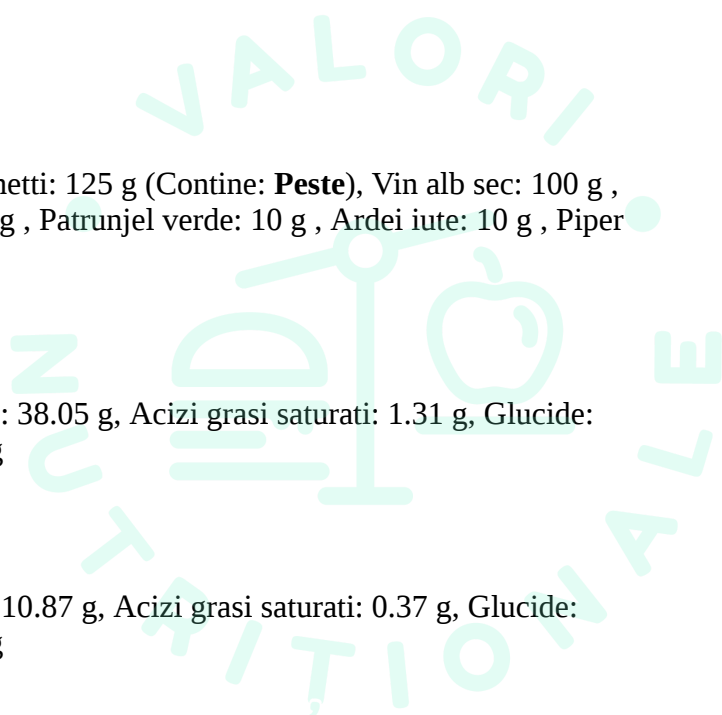 VALORI NUTRITIONALE
netti: 125 g (Contine: Peste), Vin alb sec: 100 g ,
g , Patrunjel verde: 10 g , Ardei iute: 10 g , Piper
: 38.05 g, Acizi grasi saturati: 1.31 g, Glucide:
g
10.87 g, Acizi grasi saturati: 0.37 g, Glucide:
g